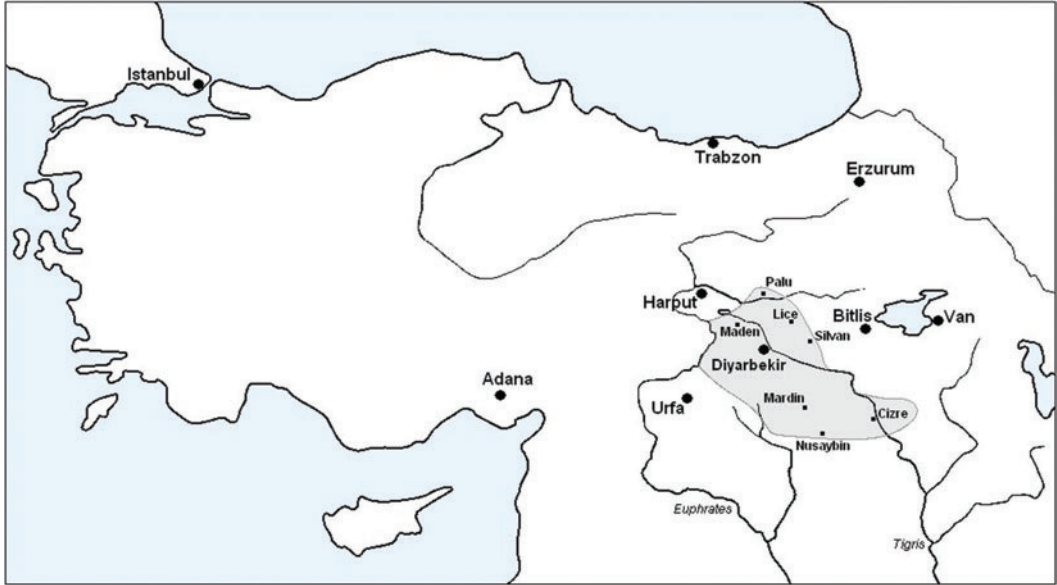 Istanbul
Trabzon
Erzurum
Palu
Harput
Lice
Bitlis
Van
Maden
Silvan
Diyarbekir
Adana
Urfa
Mardin
Cizre
Nusaybin
Euphrates
Tigris